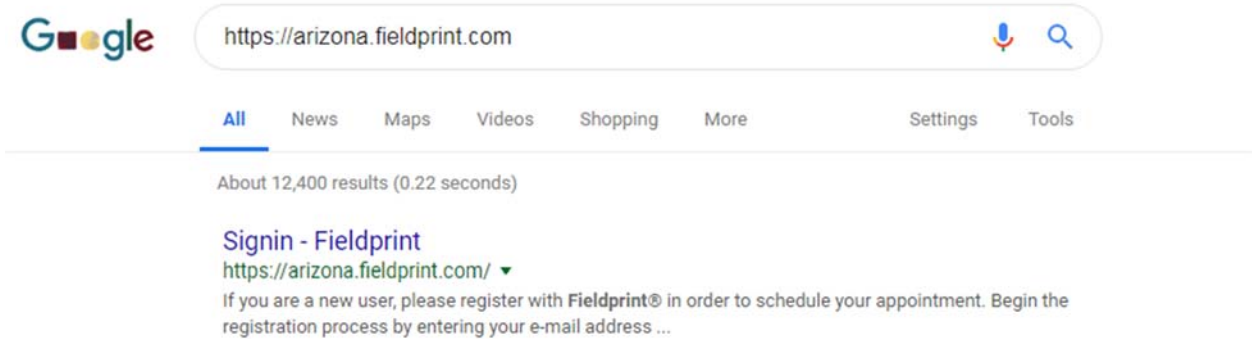 Google
https://arizona.fieldprint.com
All News Maps Videos Shopping More Settings Tools
About 12,400 results (0.22 seconds)
Signin - Fieldprint
https://arizona.fieldprint.com/
If you are a new user, please register with Fieldprint® in order to schedule your appointment. Begin the
registration process by entering your e-mail address ...